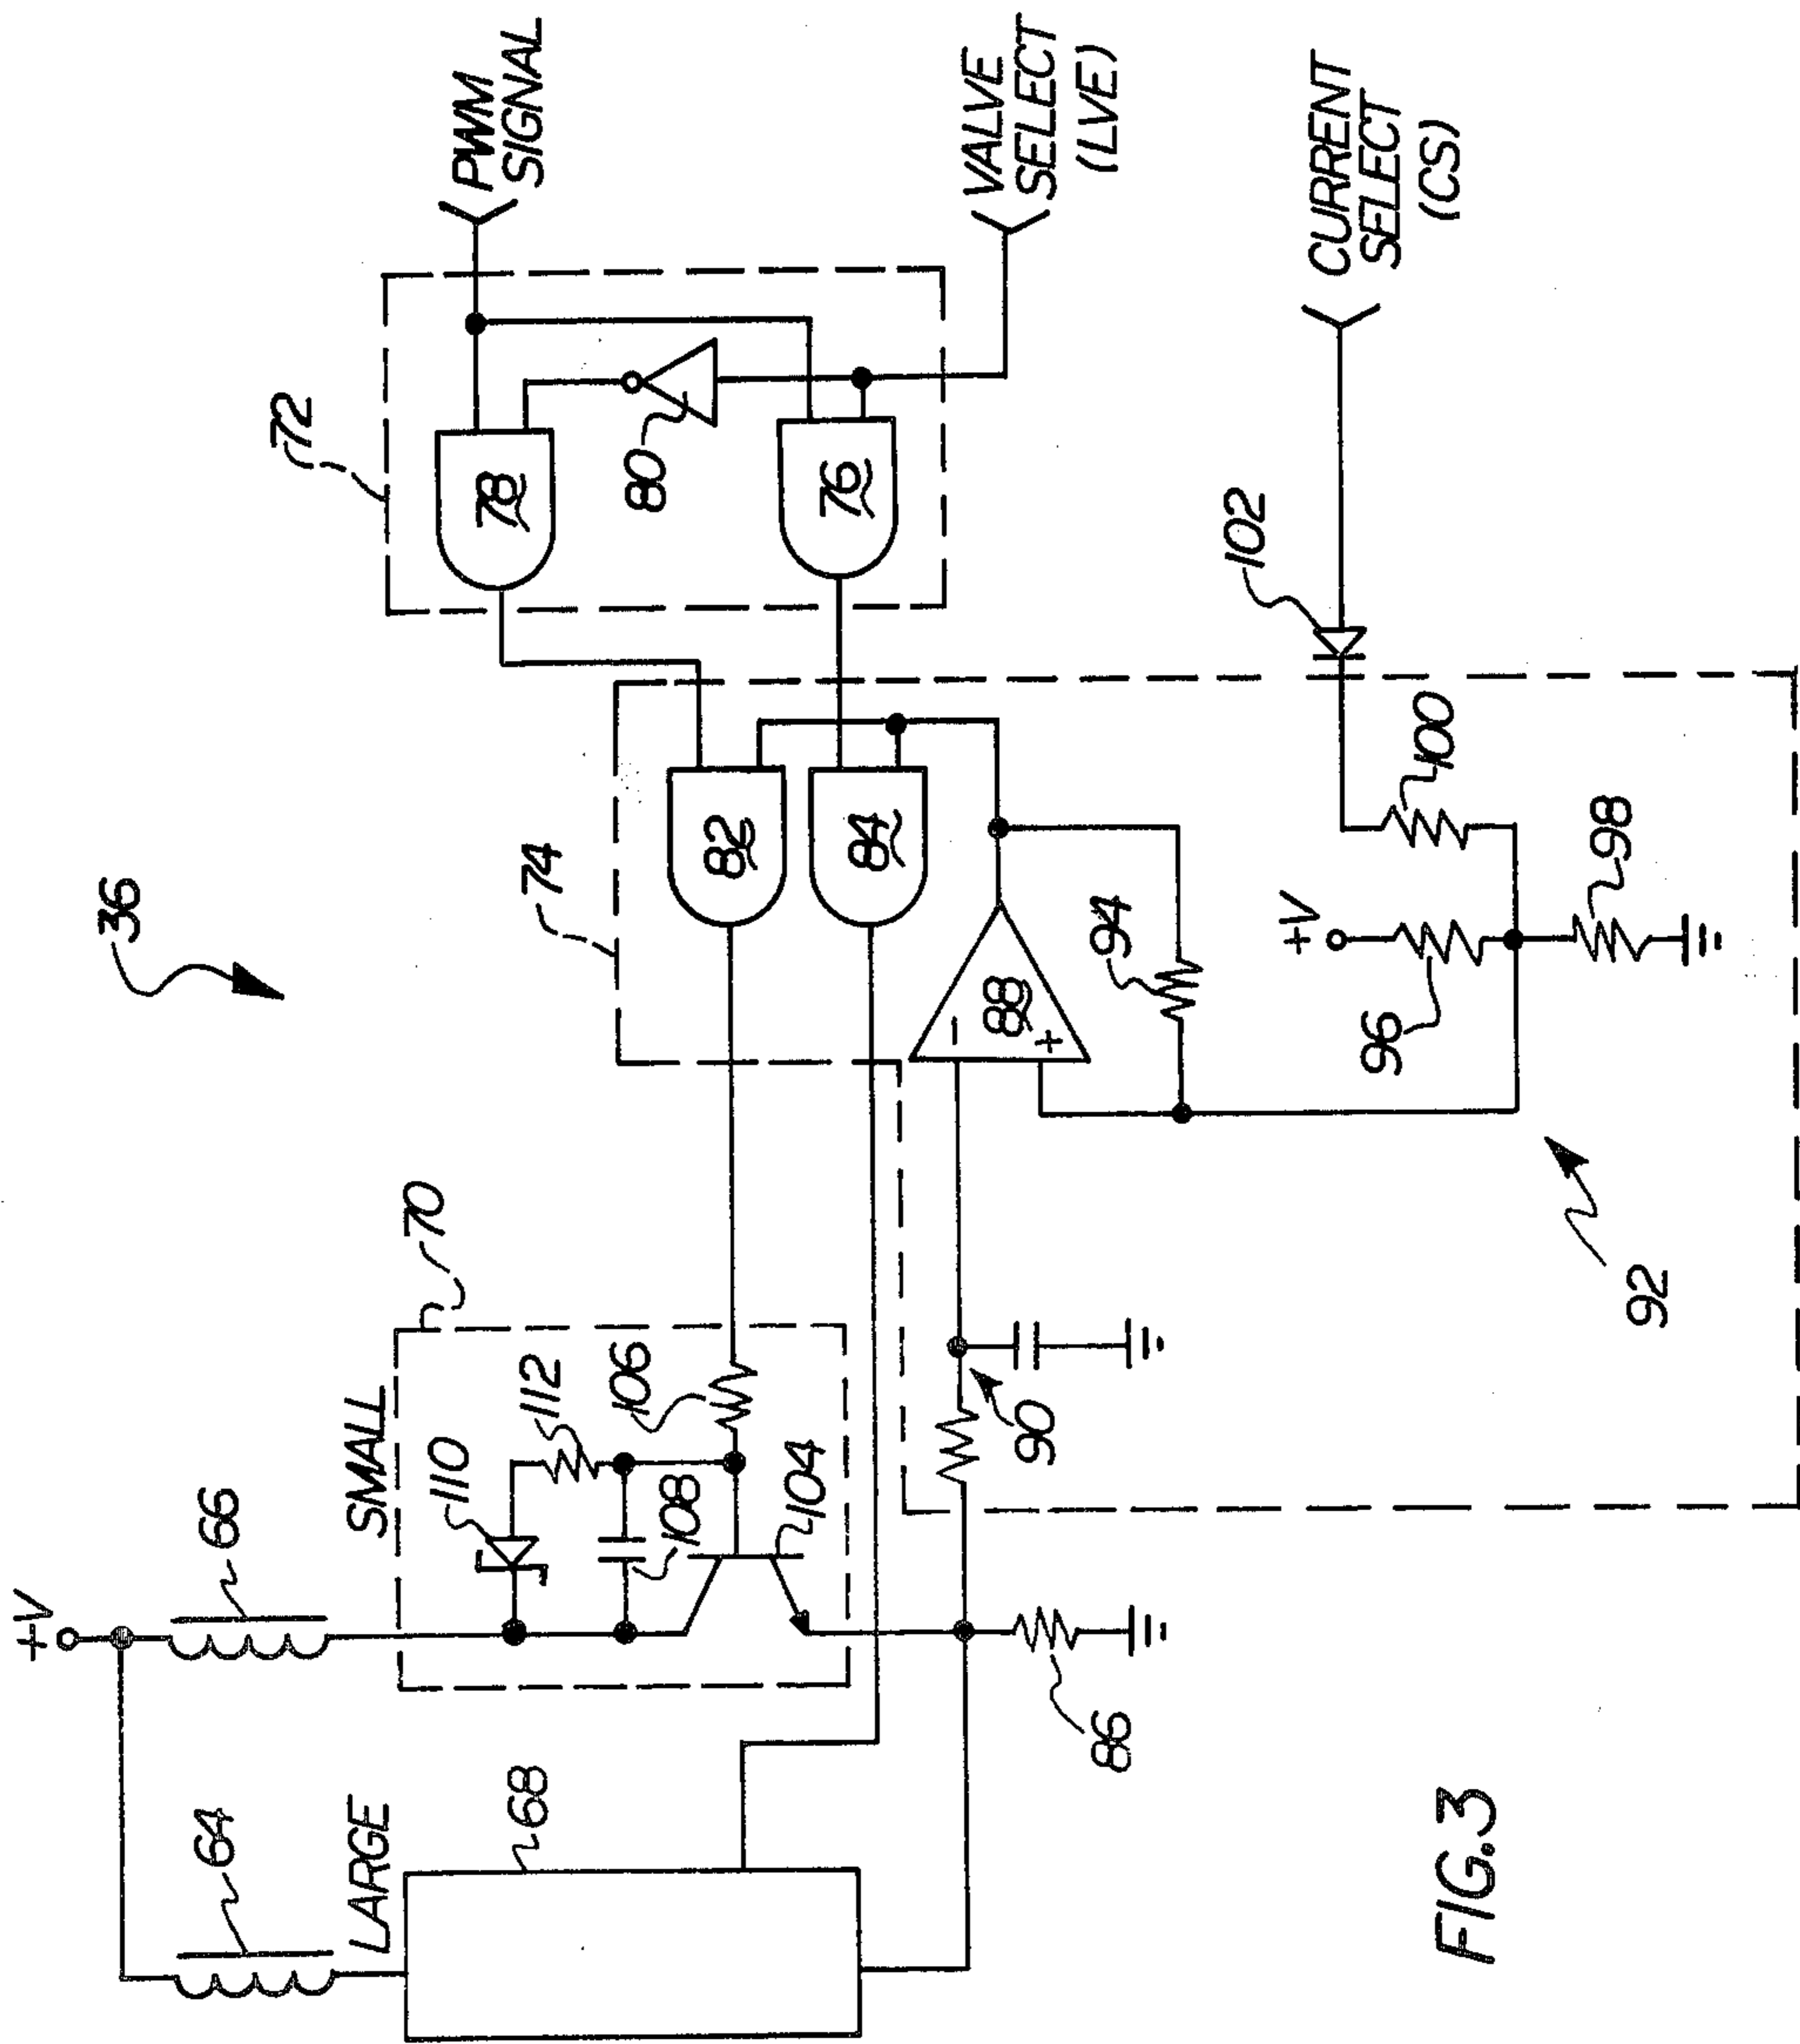 36
+V
66
64
SMALL
LARGE
70
68
110
112
106
108
104
86
90
92
74
82
84
88
-
+
94
+V
96
98
100
102
72
78
80
76
PWM
SIGNAL
VALVE
SELECT
(LVE)
CURRENT
SELECT
(CS)
FIG.3